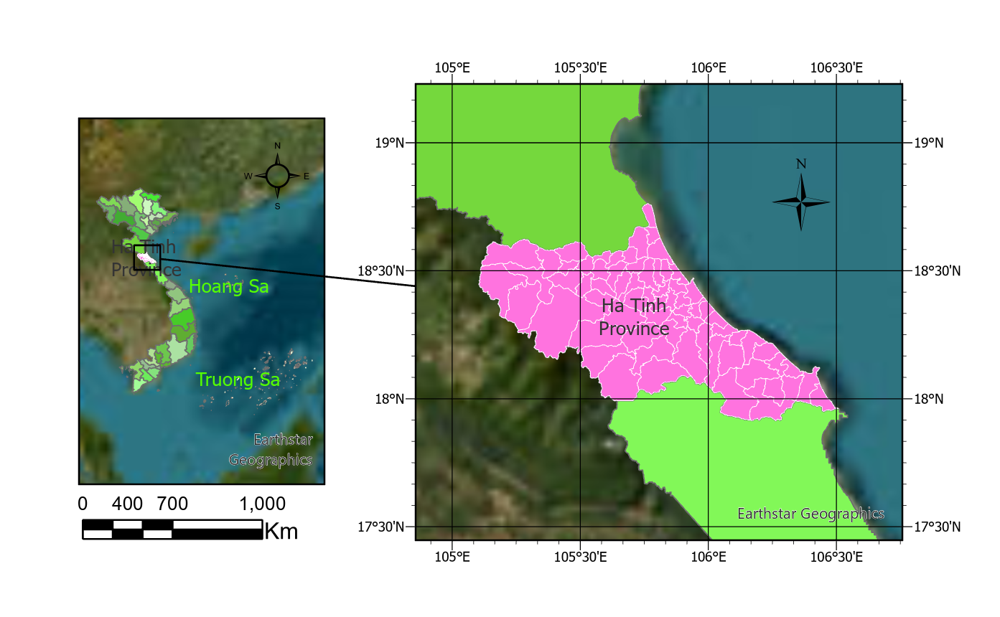 105°E 105°30'E 106°E 106°30'E
19°N 19°N
18°30'N 18°30'N
18°N 18°N
17°30'N 17°30'N
105°E 105°30'E 106°E 106°30'E
N
Ha Tinh
Province
Earthstar Geographics
N
W E
S
Ha Tinh
Province
Hoang Sa
Truong Sa
Earthstar
Geographics
0 400 700 1,000
Km